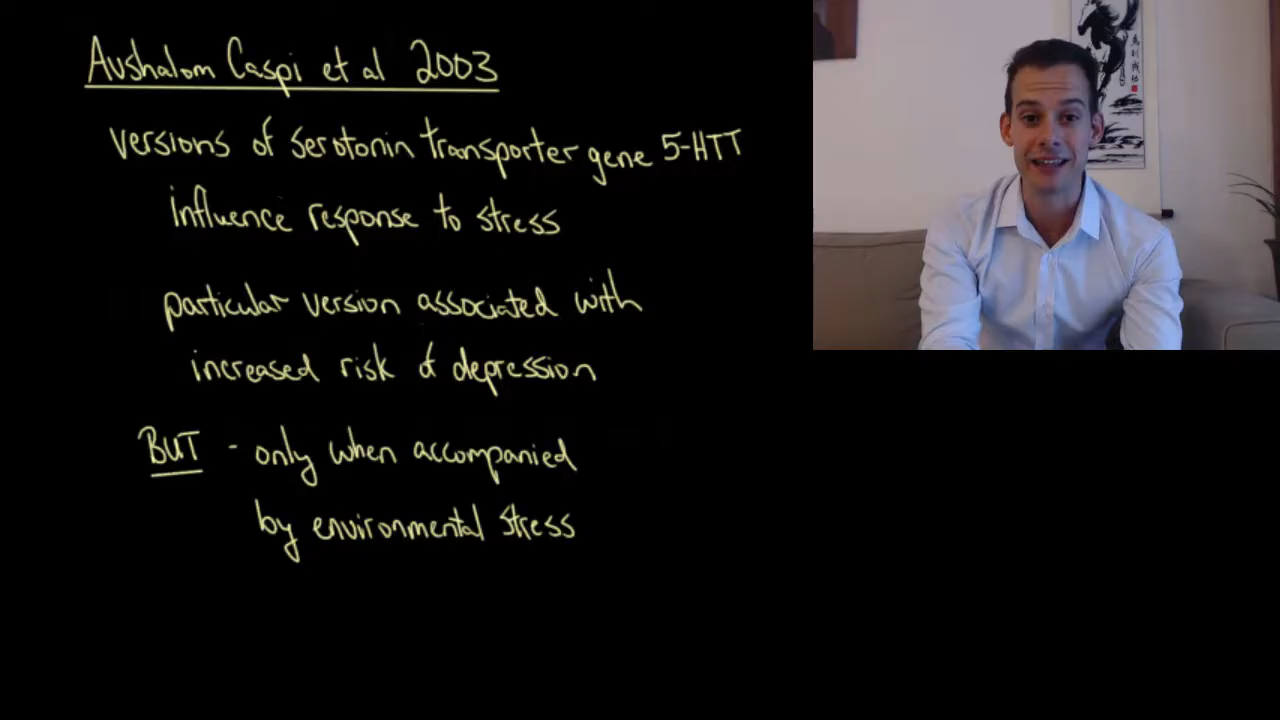 Avshalom Caspi et al 2003
versions of serotonin transporter gene 5-HTT
influence response to stress
particular version associated with
increased risk of depression
BUT - only when accompanied
by environmental stress